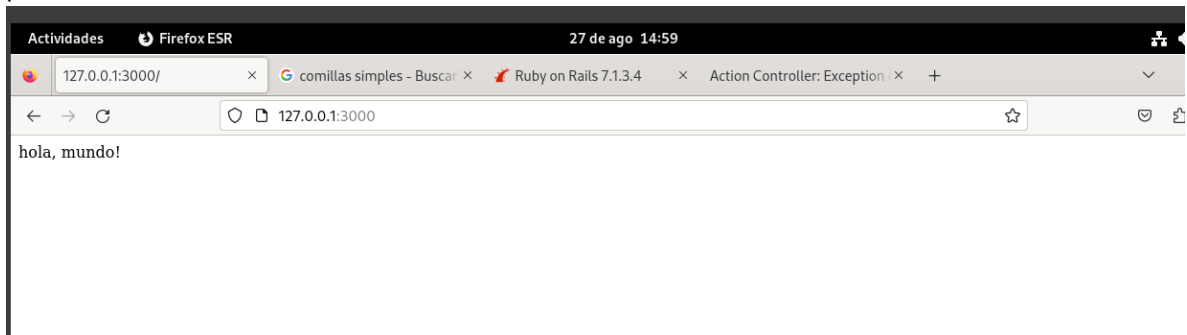 Actividades Firefox ESR 27 de ago 14:59
127.0.0.1:3000/ comillas simples - Buscar Ruby on Rails 7.1.3.4 Action Controller: Exception
127.0.0.1:3000
hola, mundo!